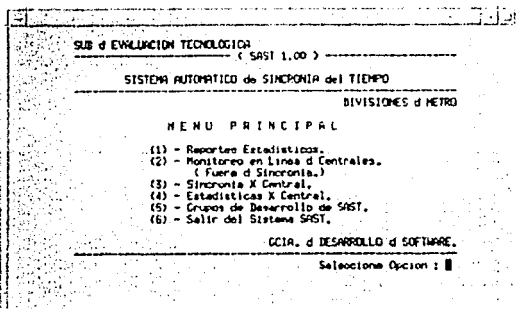 SUB d EVALUACION TECNOLOGICA
( SAST 1.00 )
SISTEMA AUTOMATICO de SINCRONIA del TIEMPO
DIVISIONES d METRO
MENU PRINCIPAL
(1) - Reportes Estadisticos.
(2) - Monitoreo en Linea d Centrales.
( Fuera d Sincronia.)
(3) - Sincronia X Central.
(4) - Estadisticas X Central.
(5) - Grupos de Desarrollo de SAST.
(6) - Salir del Sistema SAST.
GCIA. d DESARROLLO d SOFTWARE.
Seleccione Opcion :